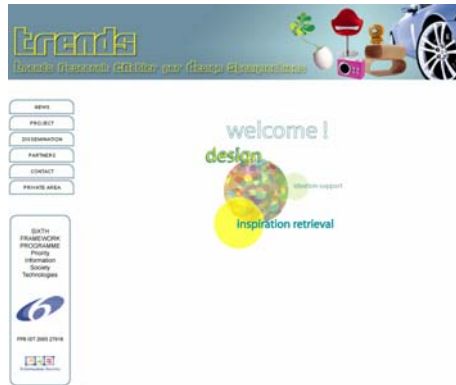 trends
NEWS
PROJECT
DISSEMINATION
PARTNERS
CONTACT
PRIVATE AREA
welcome !
design
ideation support
inspiration retrieval
SIXTH
FRAMEWORK
PROGRAMME
Priority
Information
Society
Technologies
6